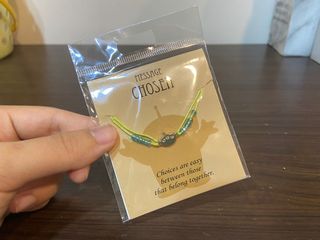 MESSAGE
CHOSEN
Choices are easy
between those
that belong together.